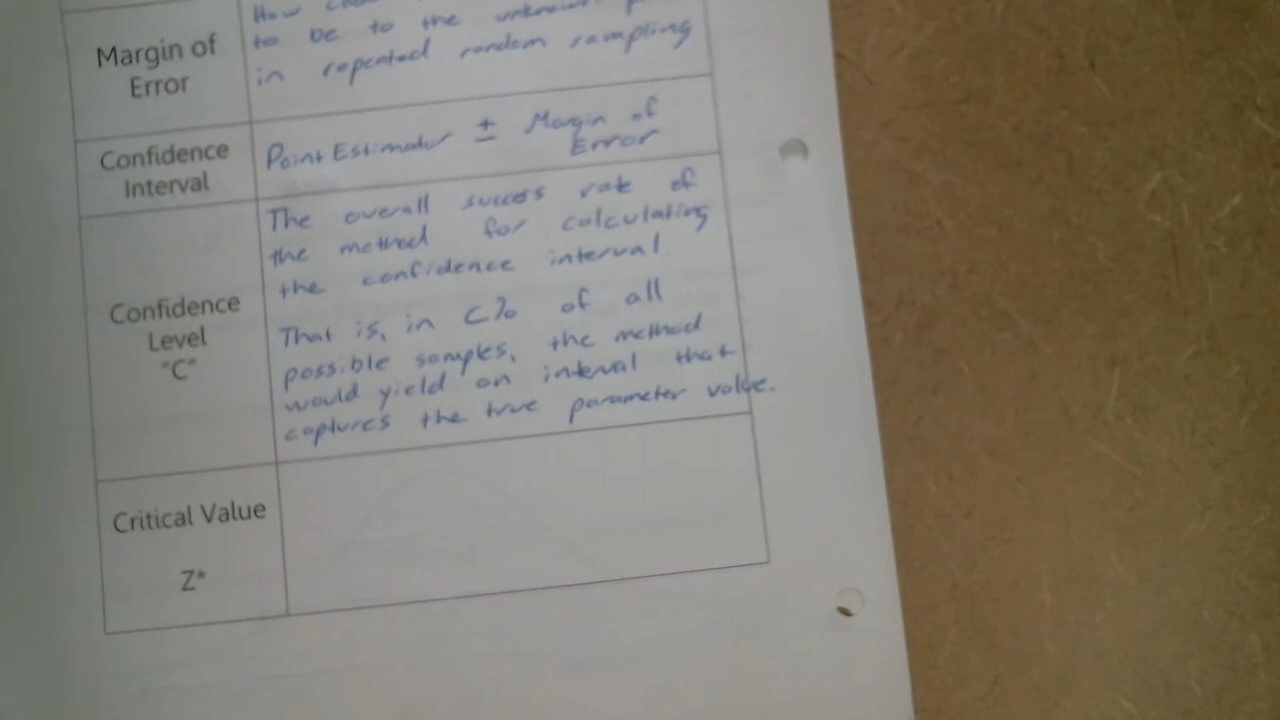 Margin of
Error
How
to be to the unknown
in repeated random sampling
Confidence
Interval
Point Estimator ± Margin of
Error
Confidence
Level
"C"
The overall success rate of
the method for calculating
the confidence interval
That is, in C% of all
possible samples, the method
would yield an interval that
captures the true parameter value.
Critical Value
Z*